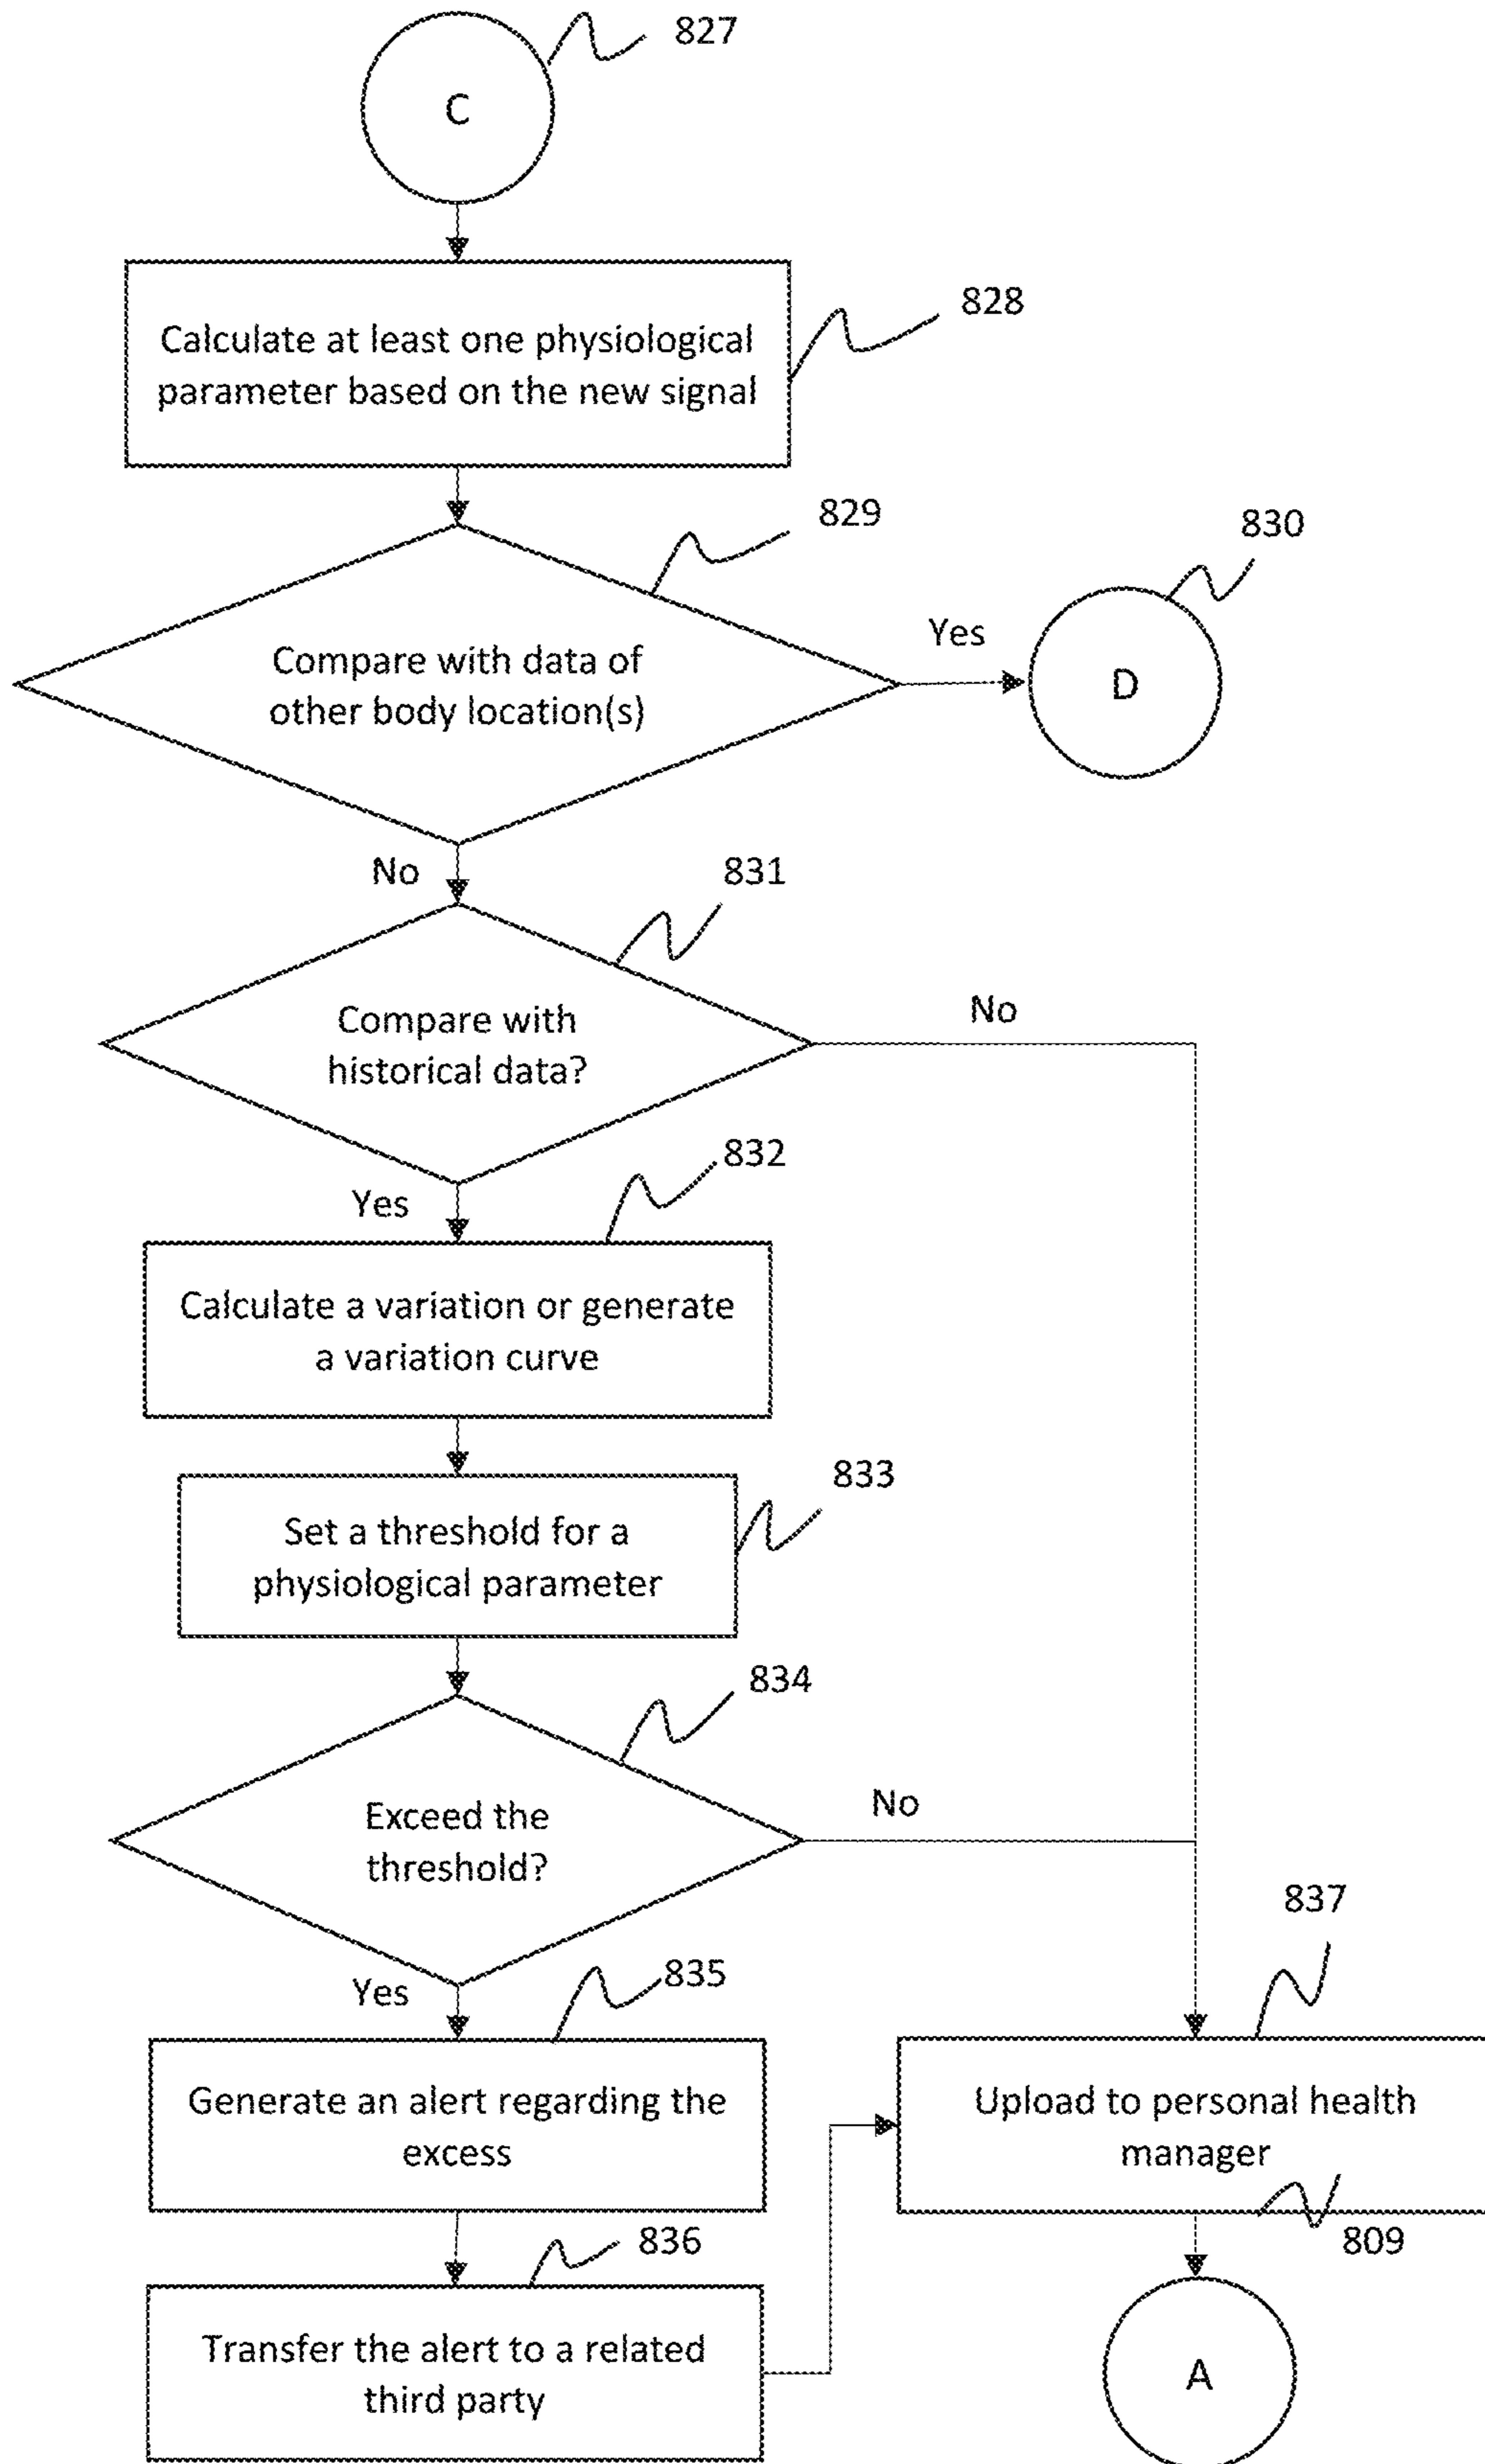 827
C
828
Calculate at least one physiological
parameter based on the new signal
829
830
Compare with data of
other body location(s)
Yes
D
No
831
Compare with
historical data?
No
832
Yes
Calculate a variation or generate
a variation curve
833
Set a threshold for a
physiological parameter
834
Exceed the
threshold?
No
837
Yes
835
Generate an alert regarding the
excess
Upload to personal health
manager
836
809
Transfer the alert to a related
third party
A